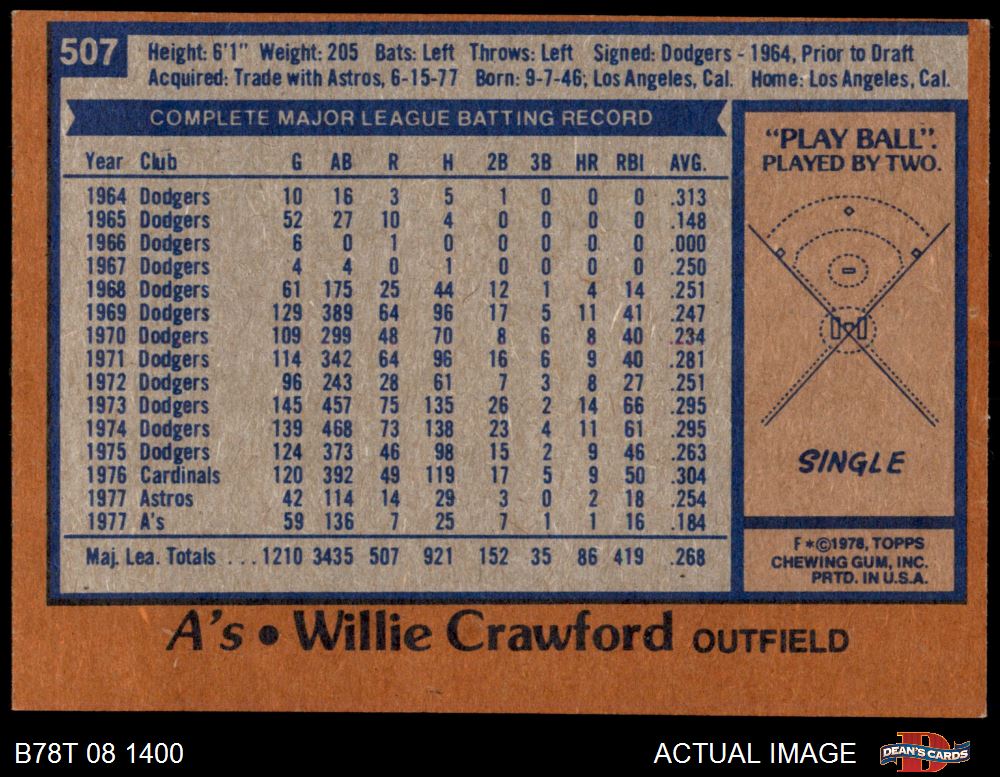 507
Height: 6'1" Weight: 205 Bats: Left Throws: Left Signed: Dodgers - 1964, Prior to Draft
Acquired: Trade with Astros, 6-15-77 Born: 9-7-46; Los Angeles, Cal. Home: Los Angeles, Cal.
COMPLETE MAJOR LEAGUE BATTING RECORD
Year Club G AB R H 2B 3B HR RBI AVG.
1964 Dodgers 10 16 3 5 1 0 0 0 .313
1965 Dodgers 52 27 10 4 0 0 0 0 .148
1966 Dodgers 6 0 1 0 0 0 0 0 .000
1967 Dodgers 4 4 0 1 0 0 0 0 .250
1968 Dodgers 61 175 25 44 12 1 4 14 .251
1969 Dodgers 129 389 64 96 17 5 11 41 .247
1970 Dodgers 109 299 48 70 8 6 8 40 .234
1971 Dodgers 114 342 64 96 16 6 9 40 .281
1972 Dodgers 96 243 28 61 7 3 8 27 .251
1973 Dodgers 145 457 75 135 26 2 14 66 .295
1974 Dodgers 139 468 73 138 23 4 11 61 .295
1975 Dodgers 124 373 46 98 15 2 9 46 .263
1976 Cardinals 120 392 49 119 17 5 9 50 .304
1977 Astros 42 114 14 29 3 0 2 18 .254
1977 A's 59 136 7 25 7 1 1 16 .184
Maj. Lea. Totals ... 1210 3435 507 921 152 35 86 419 .268
"PLAY BALL".
PLAYED BY TWO.
SINGLE
F*©1978, TOPPS
CHEWING GUM, INC.
PRTD. IN U.S.A.
A's • Willie Crawford OUTFIELD
B78T 08 1400
ACTUAL IMAGE
DEAN'S CARDS